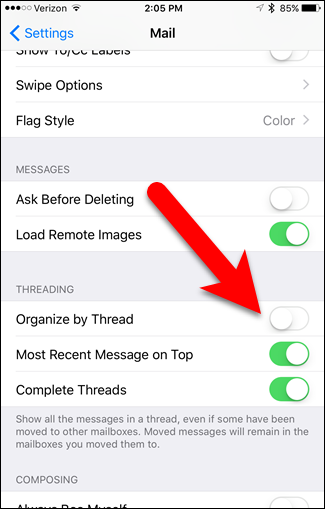 Verizon 2:05 PM 85%
Settings Mail
Show To/Cc Labels
Swipe Options
Flag Style Color
MESSAGES
Ask Before Deleting
Load Remote Images
THREADING
Organize by Thread
Most Recent Message on Top
Complete Threads
Show all the messages in a thread, even if some have been
moved to other mailboxes. Moved messages will remain in the
mailboxes you moved them to.
COMPOSING
Always Bcc Myself